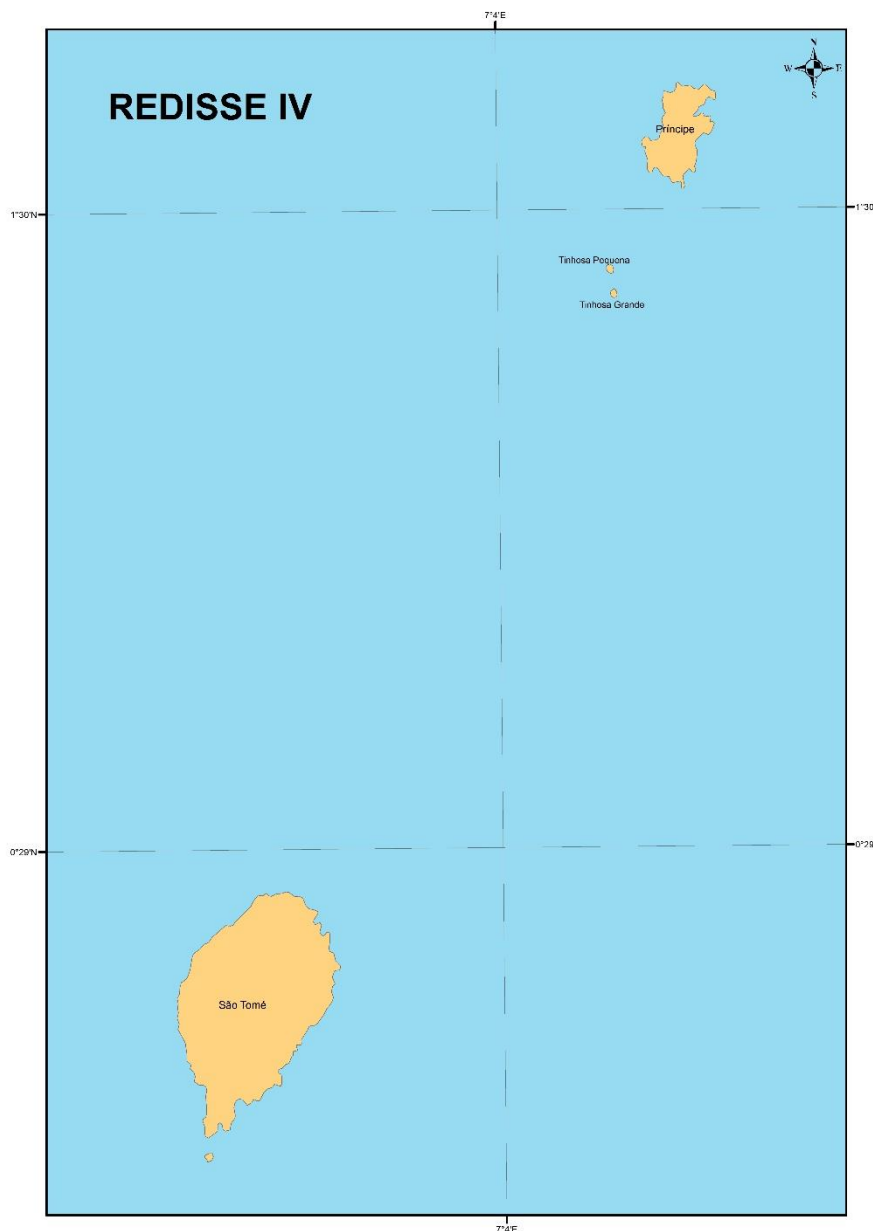 7°4'E
N
W E
S
REDISSE IV
Príncipe
1°30'N
1°30
Tinhosa Pequena
Tinhosa Grande
0°29'N
0°29
São Tomé
7°4'E